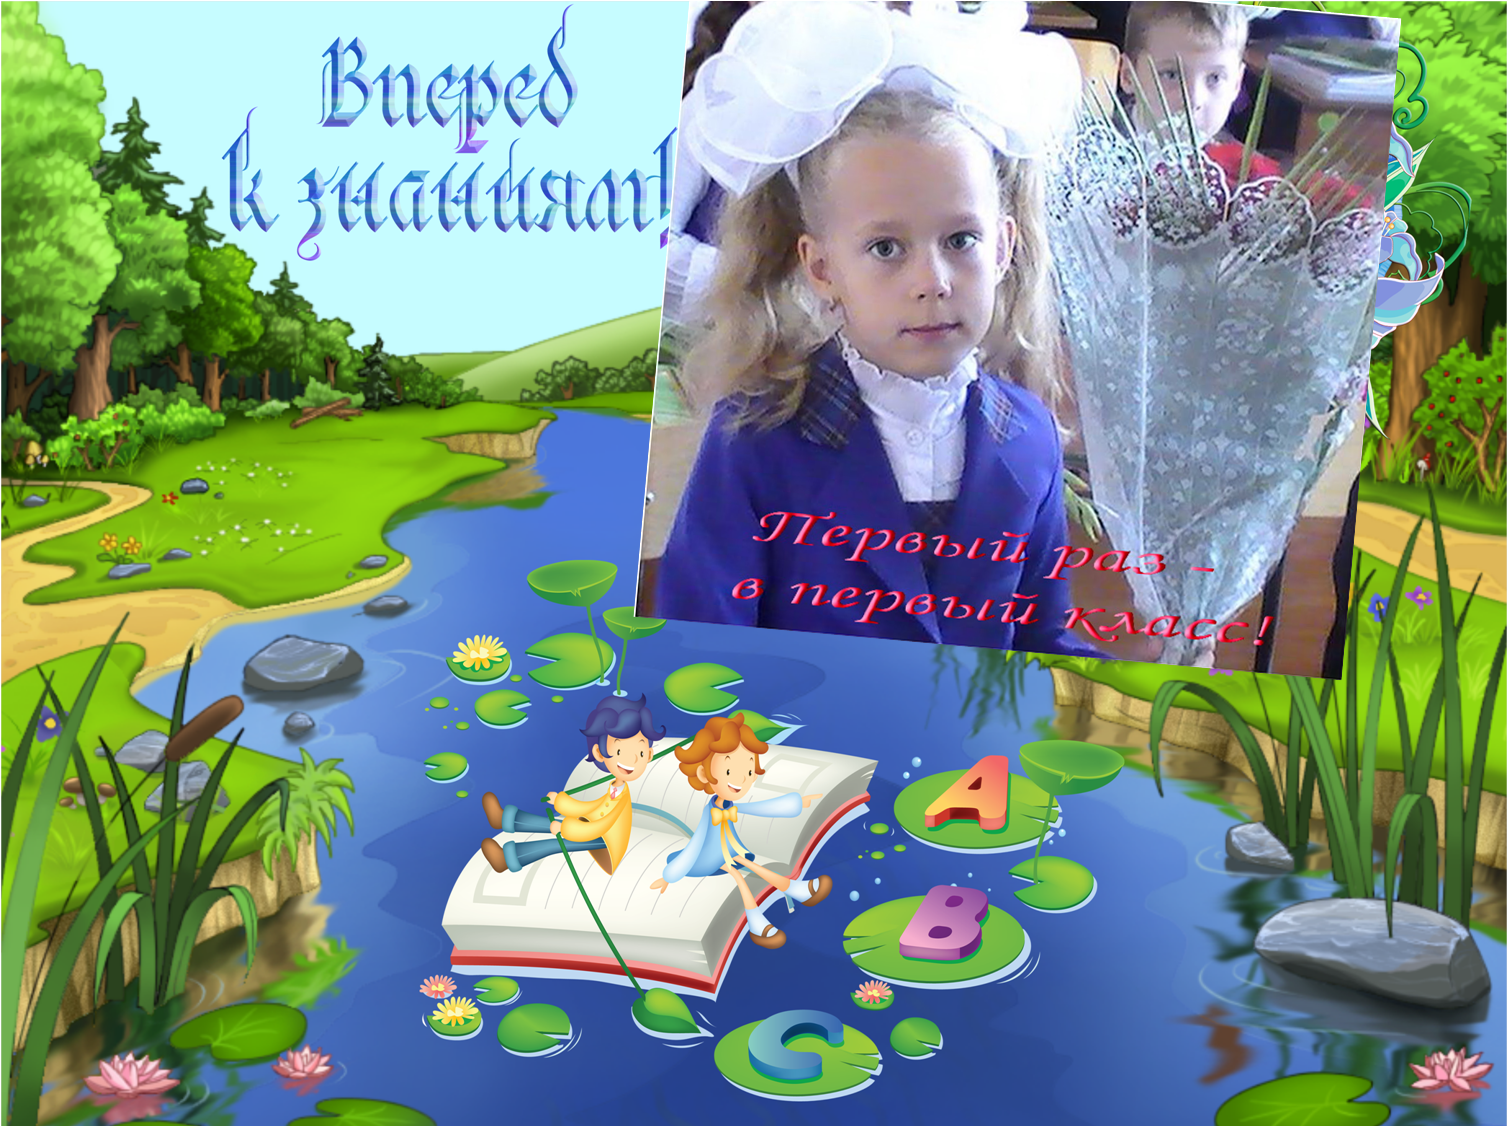 Вперед
к знаниям!
Первый раз -
в первый класс!
A
B
C